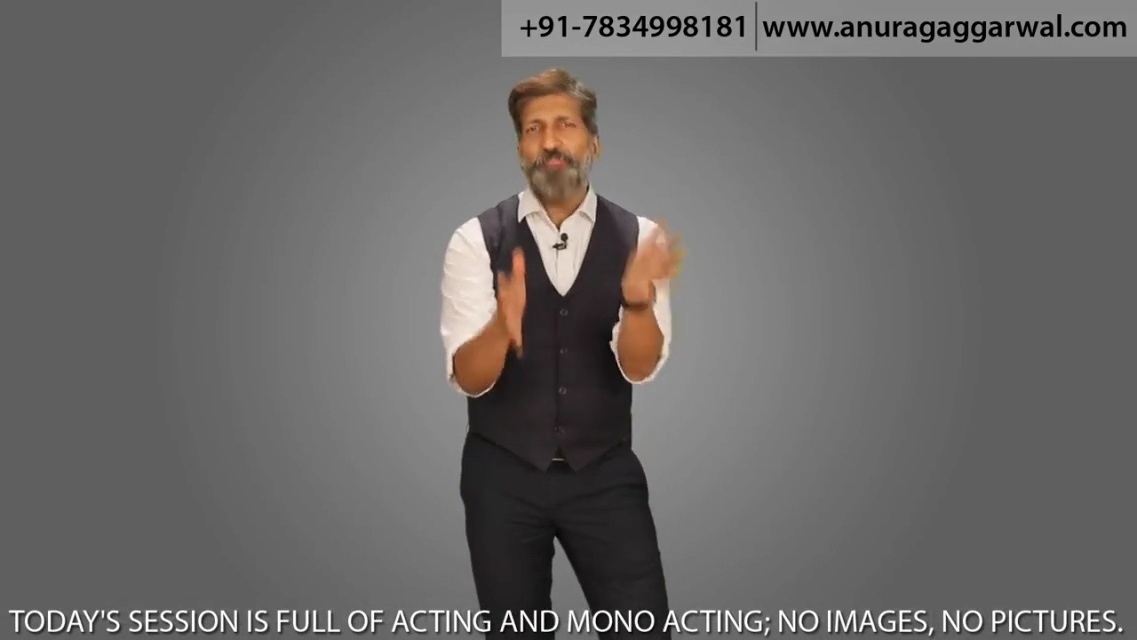 +91-7834998181 | www.anuragaggarwal.com
TODAY'S SESSION IS FULL OF ACTING AND MONO ACTING; NO IMAGES, NO PICTURES.